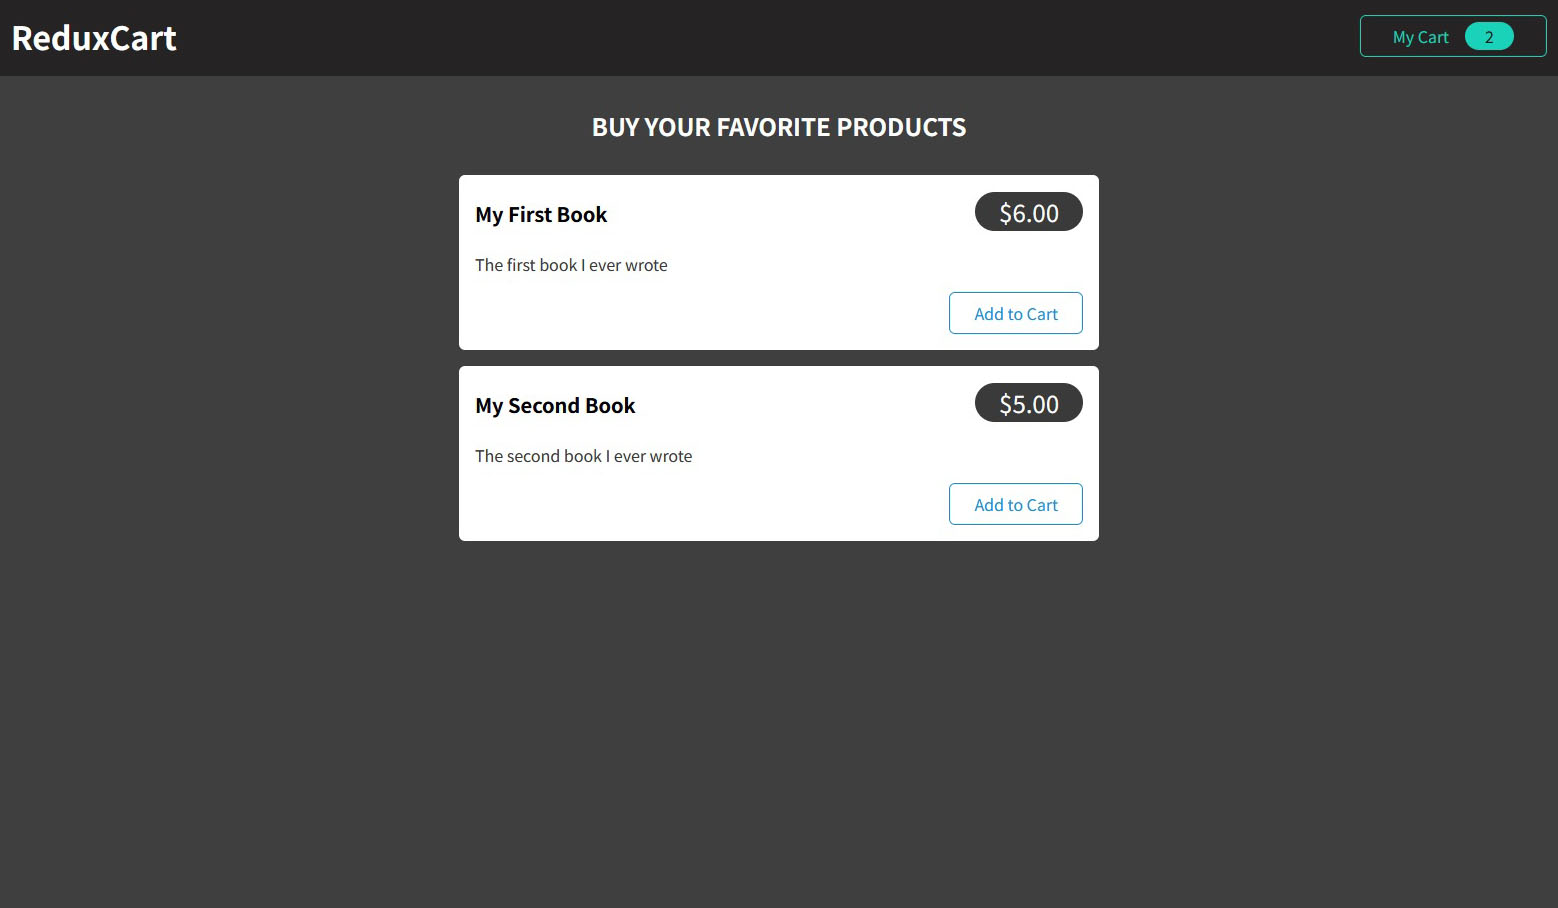 ReduxCart
My Cart 2
BUY YOUR FAVORITE PRODUCTS
My First Book
$6.00
The first book I ever wrote
Add to Cart
My Second Book
$5.00
The second book I ever wrote
Add to Cart